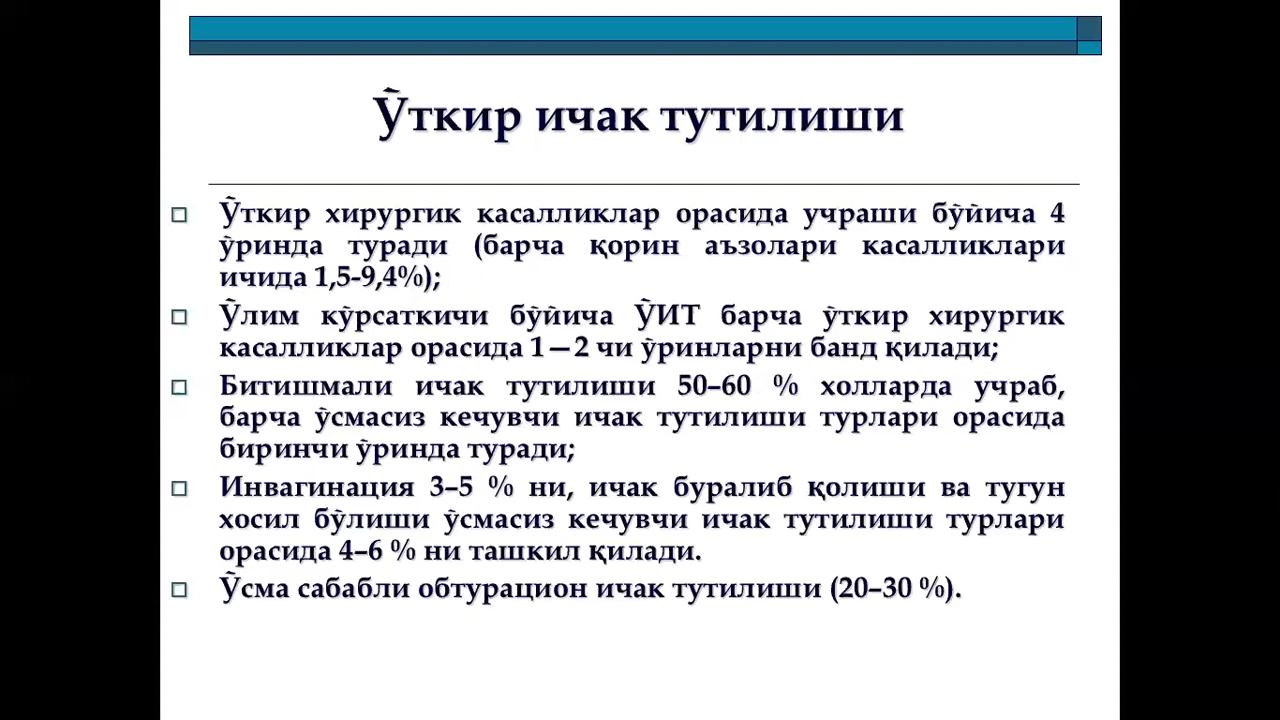 Ўткир ичак тутилиши
Ўткир хирургик касалликлар орасида учраши бўйича 4
ўринда туради (барча қорин аъзолари касалликлари
ичида 1,5-9,4%);
Ўлим кўрсаткичи бўйича ЎИТ барча ўткир хирургик
касалликлар орасида 1—2 чи ўринларни банд қилади;
Битишмали ичак тутилиши 50–60 % холларда учраб,
барча ўсмасиз кечувчи ичак тутилиши турлари орасида
биринчи ўринда туради;
Инвагинация 3–5 % ни, ичак буралиб қолиши ва тугун
хосил бўлиши ўсмасиз кечувчи ичак тутилиши турлари
орасида 4–6 % ни ташкил қилади.
Ўсма сабабли обтурацион ичак тутилиши (20–30 %).